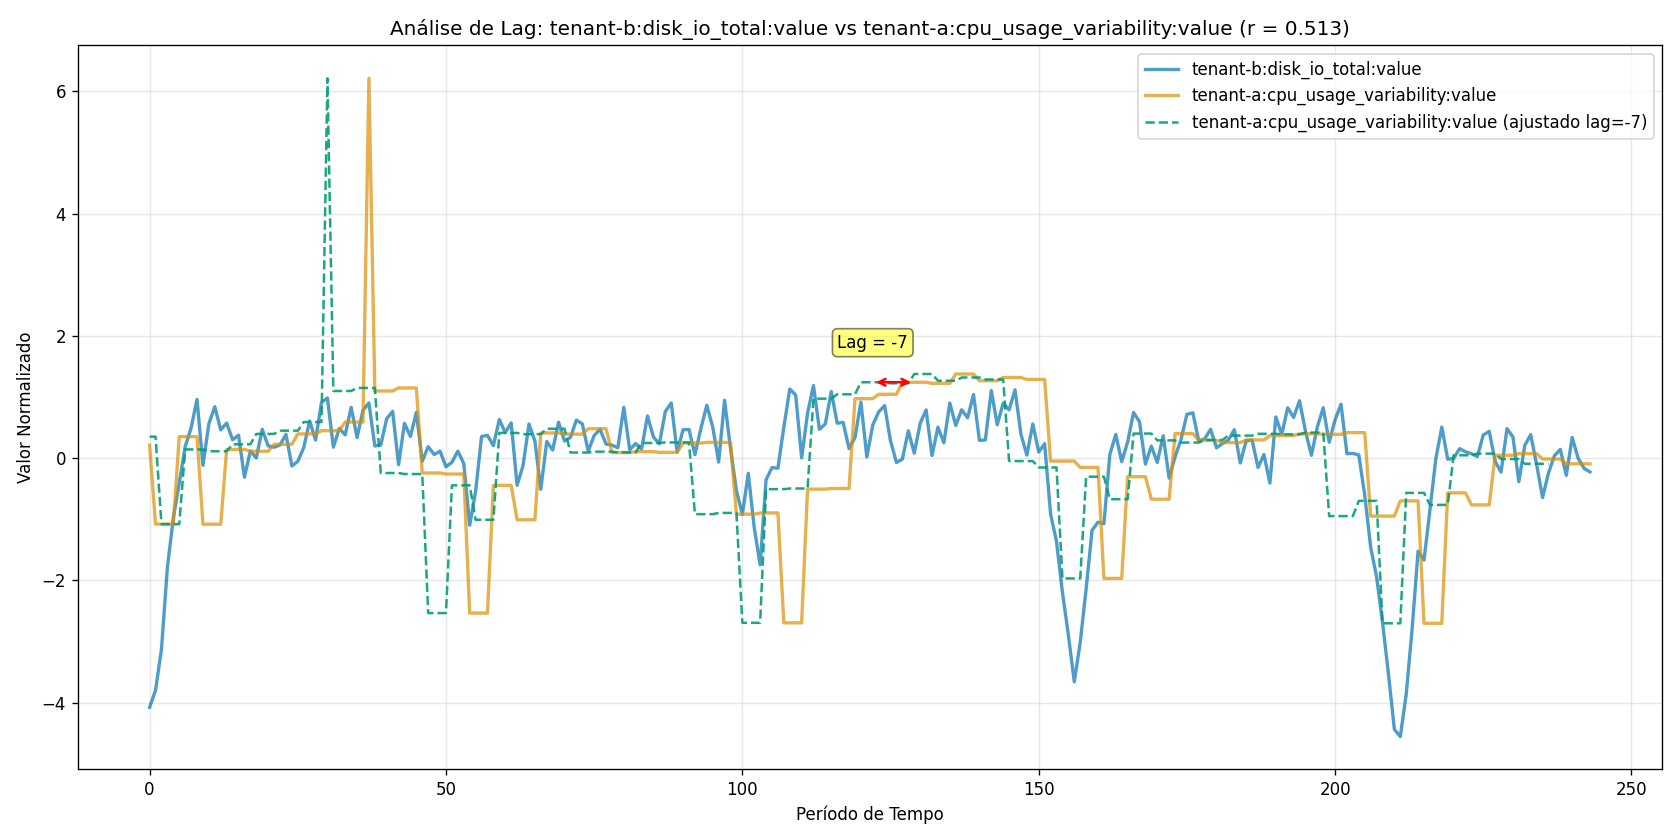 Análise de Lag: tenant-b:disk_io_total:value vs tenant-a:cpu_usage_variability:value (r = 0.513)
tenant-b:disk_io_total:value
tenant-a:cpu_usage_variability:value
tenant-a:cpu_usage_variability:value (ajustado lag=-7)
6
4
2
0
−2
−4
Valor Normalizado
Lag = -7
0
50
100
150
200
250
Período de Tempo